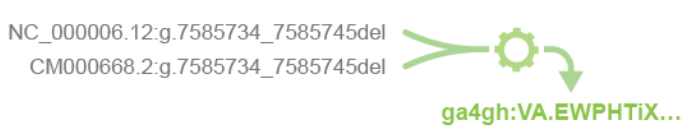 NC_000006.12:g.7585734_7585745del
CM000668.2:g.7585734_7585745del
ga4gh:VA.EWPHTiX...